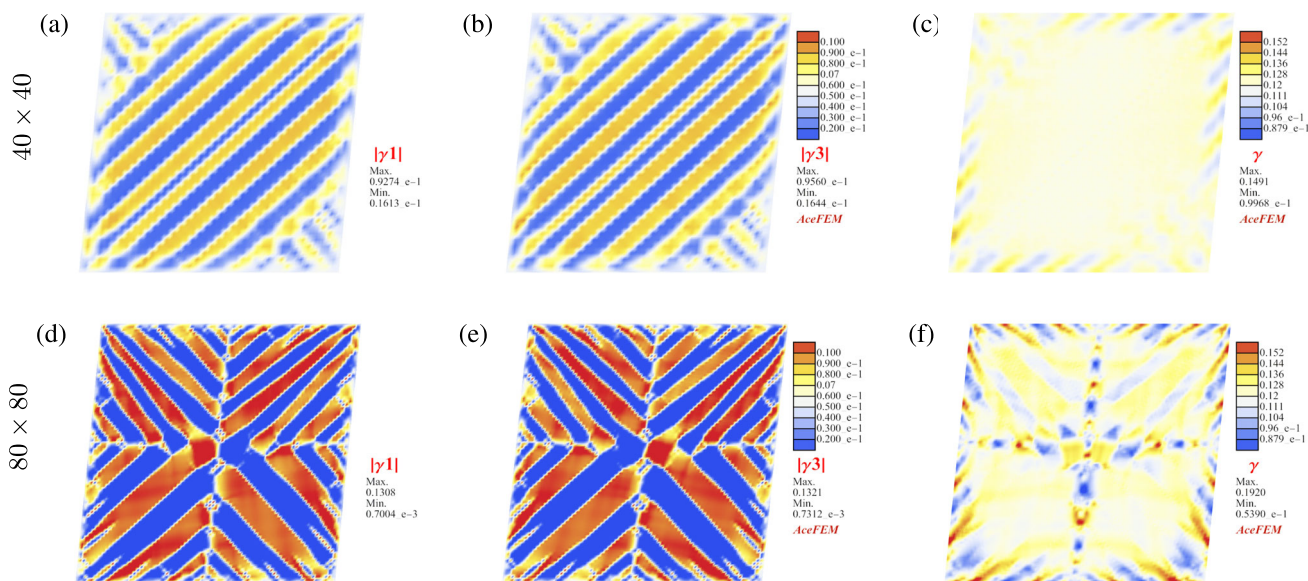 (a)
(b)
(c)
40 × 40
|γ1|
Max.
0.9274 e-1
Min.
0.1613 e-1
0.100
0.900 e-1
0.800 e-1
0.07
0.600 e-1
0.500 e-1
0.400 e-1
0.300 e-1
0.200 e-1
|γ3|
Max.
0.9560 e-1
Min.
0.1644 e-1
AceFEM
0.152
0.144
0.136
0.128
0.12
0.111
0.104
0.96 e-1
0.879 e-1
γ
Max.
0.1491
Min.
0.9968 e-1
(d)
(e)
(f)
80 × 80
|γ1|
Max.
0.1308
Min.
0.7004 e-3
0.100
0.900 e-1
0.800 e-1
0.07
0.600 e-1
0.500 e-1
0.400 e-1
0.300 e-1
0.200 e-1
|γ3|
Max.
0.1321
Min.
0.7312 e-3
AceFEM
0.152
0.144
0.136
0.128
0.12
0.111
0.104
0.96 e-1
0.879 e-1
γ
Max.
0.1920
Min.
0.5390 e-1
AceFEM